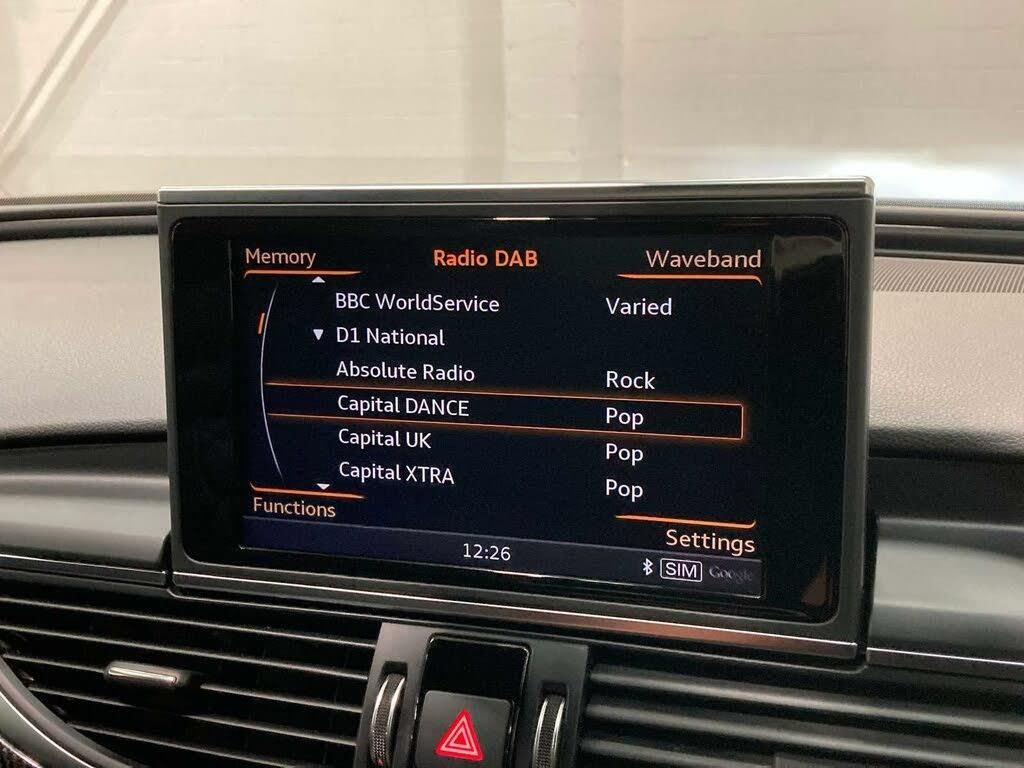 Memory Radio DAB Waveband
BBC WorldService Varied
D1 National
Absolute Radio Rock
Capital DANCE Pop
Capital UK Pop
Capital XTRA Pop
Functions Settings
12:26 SIM Google